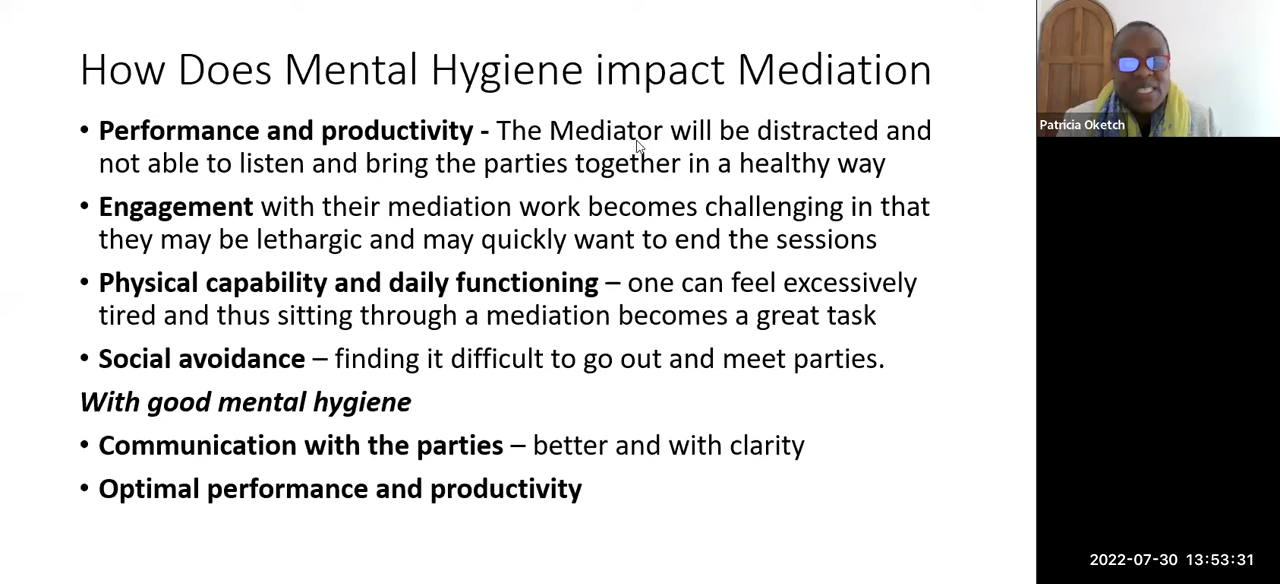 How Does Mental Hygiene impact Mediation
• Performance and productivity - The Mediator will be distracted and
not able to listen and bring the parties together in a healthy way
• Engagement with their mediation work becomes challenging in that
they may be lethargic and may quickly want to end the sessions
• Physical capability and daily functioning – one can feel excessively
tired and thus sitting through a mediation becomes a great task
• Social avoidance – finding it difficult to go out and meet parties.
With good mental hygiene
• Communication with the parties – better and with clarity
• Optimal performance and productivity
Patricia Oketch
2022-07-30 13:53:31